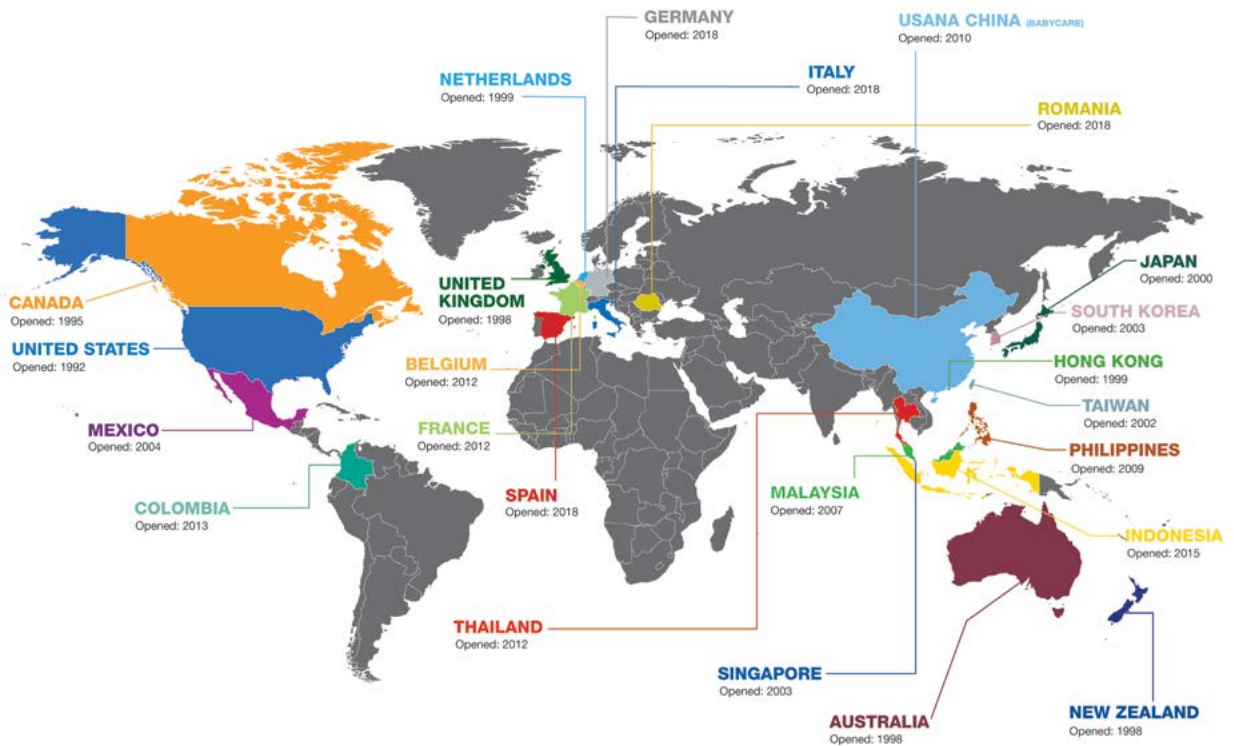 GERMANY
Opened: 2018
USANA CHINA (BABYCARE)
Opened: 2010
NETHERLANDS
Opened: 1999
ITALY
Opened: 2018
ROMANIA
Opened: 2018
CANADA
Opened: 1995
UNITED STATES
Opened: 1992
MEXICO
Opened: 2004
COLOMBIA
Opened: 2013
UNITED
KINGDOM
Opened: 1998
BELGIUM
Opened: 2012
FRANCE
Opened: 2012
SPAIN
Opened: 2018
THAILAND
Opened: 2012
JAPAN
Opened: 2000
SOUTH KOREA
Opened: 2003
HONG KONG
Opened: 1999
TAIWAN
Opened: 2002
PHILIPPINES
Opened: 2009
MALAYSIA
Opened: 2007
INDONESIA
Opened: 2015
SINGAPORE
Opened: 2003
AUSTRALIA
Opened: 1998
NEW ZEALAND
Opened: 1998